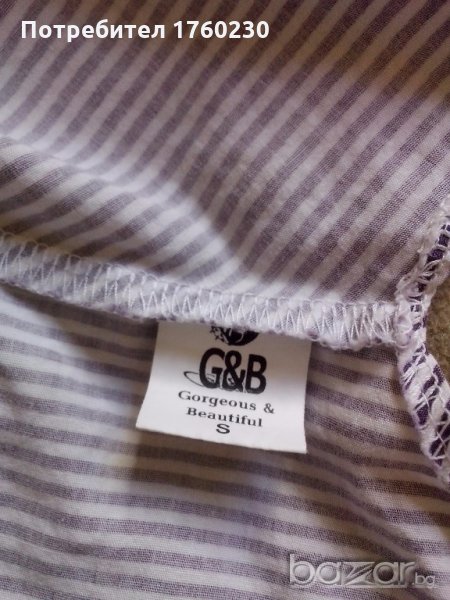 Потребител 1760230
G&B
Gorgeous &
Beautiful
S
bazar.bg